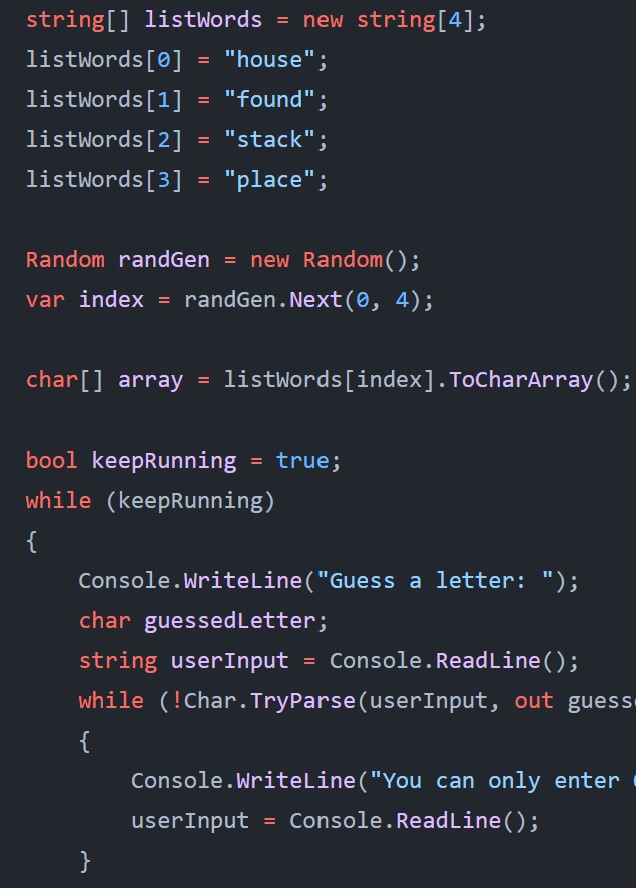 string[] listWords = new string[4];
listWords[0] = "house";
listWords[1] = "found";
listWords[2] = "stack";
listWords[3] = "place";

Random randGen = new Random();
var index = randGen.Next(0, 4);

char[] array = listWords[index].ToCharArray();

bool keepRunning = true;
while (keepRunning)
{
    Console.WriteLine("Guess a letter: ");
    char guessedLetter;
    string userInput = Console.ReadLine();
    while (!Char.TryParse(userInput, out guess
    {
        Console.WriteLine("You can only enter
        userInput = Console.ReadLine();
    }